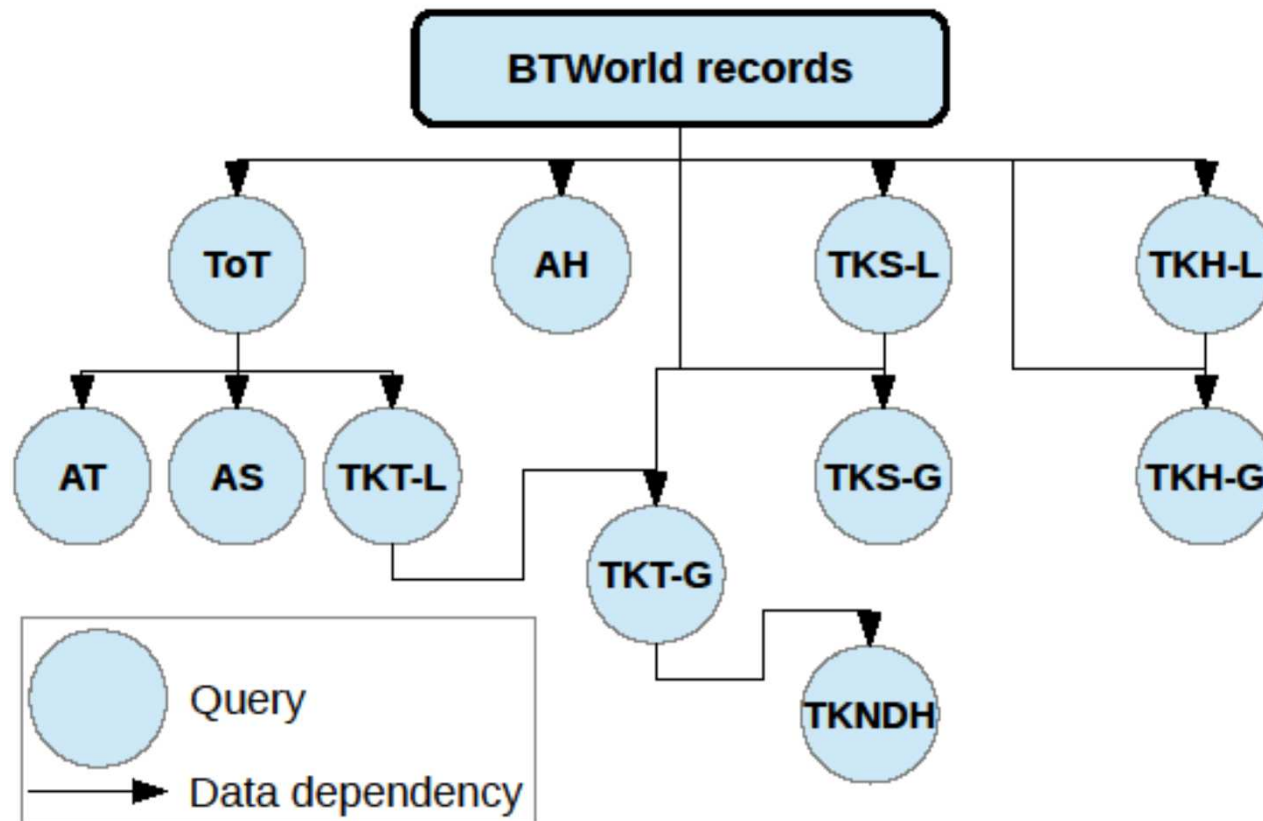 BTWorld records
ToT
AH
TKS-L
TKH-L
AT
AS
TKT-L
TKS-G
TKH-G
TKT-G
TKNDH
Query
Data dependency